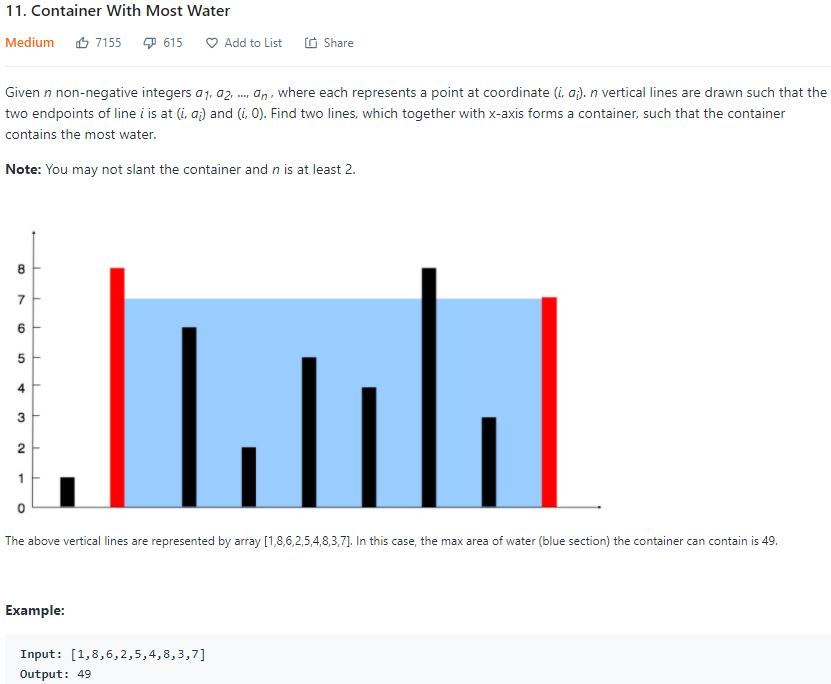 11. Container With Most Water
Medium 7155 615 Add to List Share
Given n non-negative integers a1, a2, ..., an , where each represents a point at coordinate (i, ai). n vertical lines are drawn such that the
two endpoints of line i is at (i, ai) and (i, 0). Find two lines, which together with x-axis forms a container, such that the container
contains the most water.
Note: You may not slant the container and n is at least 2.
8
7
6
5
4
3
2
1
0
The above vertical lines are represented by array [1,8,6,2,5,4,8,3,7]. In this case, the max area of water (blue section) the container can contain is 49.
Example:
Input: [1,8,6,2,5,4,8,3,7]
Output: 49